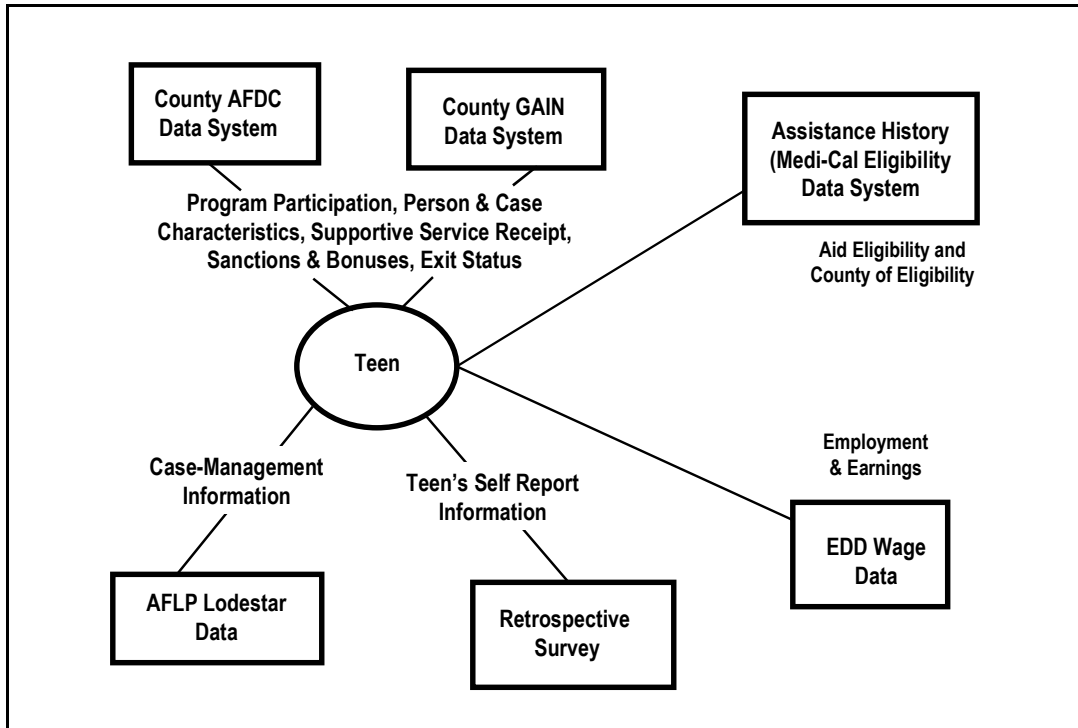 County AFDC
Data System
County GAIN
Data System
Assistance History
(Medi-Cal Eligibility
Data System
Program Participation, Person & Case
Characteristics, Supportive Service Receipt,
Sanctions & Bonuses, Exit Status
Aid Eligibility and
County of Eligibility
Teen
Case-Management
Information
Teen's Self Report
Information
Employment
& Earnings
EDD Wage
Data
AFLP Lodestar
Data
Retrospective
Survey